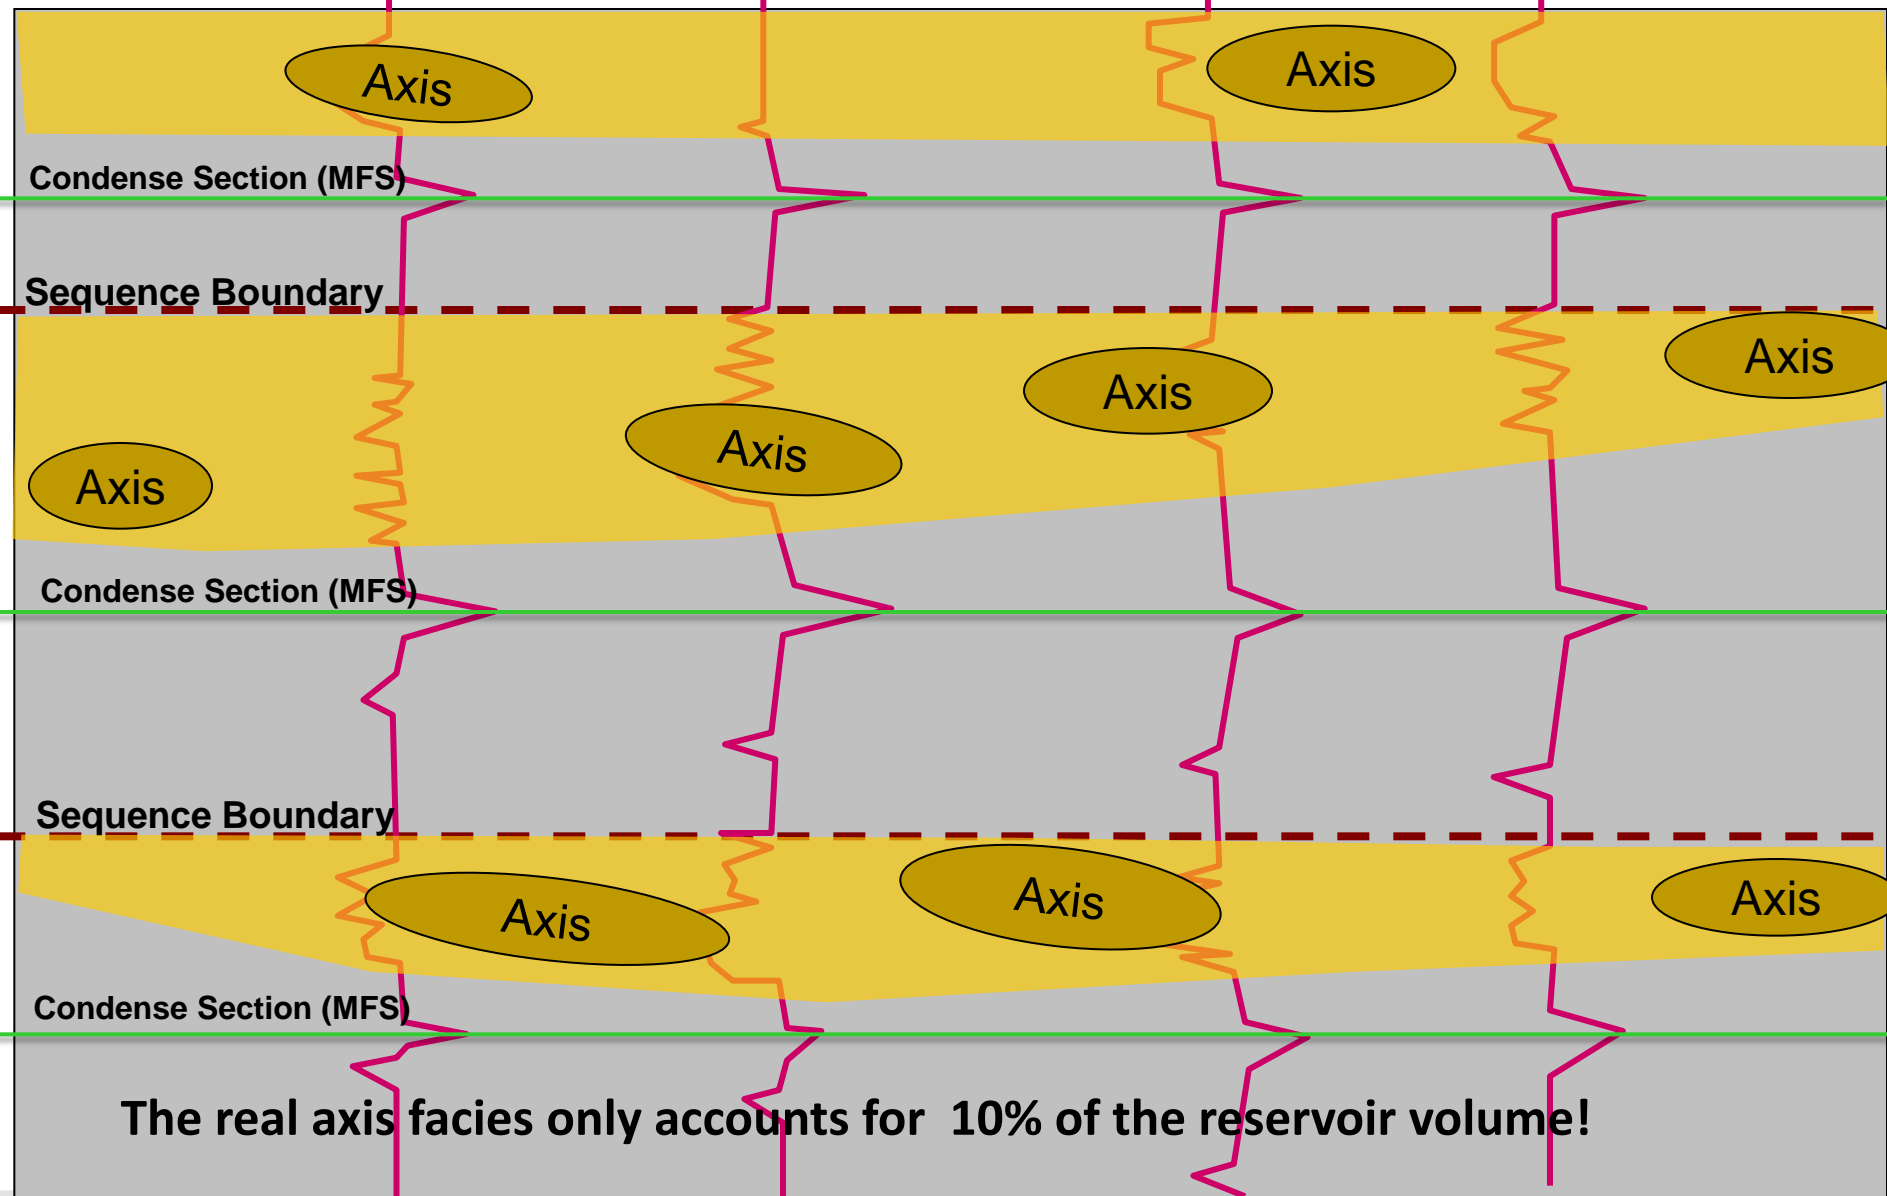 Axis
Axis
Condense Section (MFS)
Sequence Boundary
Axis
Axis
Axis
Axis
Condense Section (MFS)
Sequence Boundary
Axis
Axis
Axis
Condense Section (MFS)
The real axis facies only accounts for  10% of the reservoir volume!